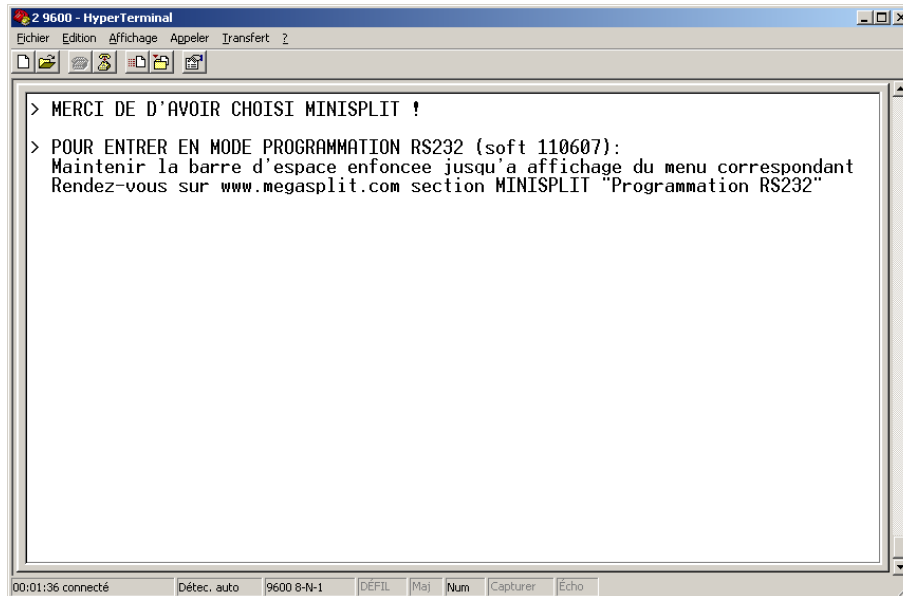 2 9600 - HyperTerminal
Fichier Edition Affichage Appeler Transfert ?
> MERCI DE D'AVOIR CHOISI MINISPLIT !
> POUR ENTRER EN MODE PROGRAMMATION RS232 (soft 110607):
Maintenir la barre d'espace enfoncee jusqu'a affichage du menu correspondant
Rendez-vous sur www.megasplit.com section MINISPLIT "Programmation RS232"
00:01:36 connecté Détec. auto 9600 8-N-1 DÉFIL Maj Num Capturer Écho